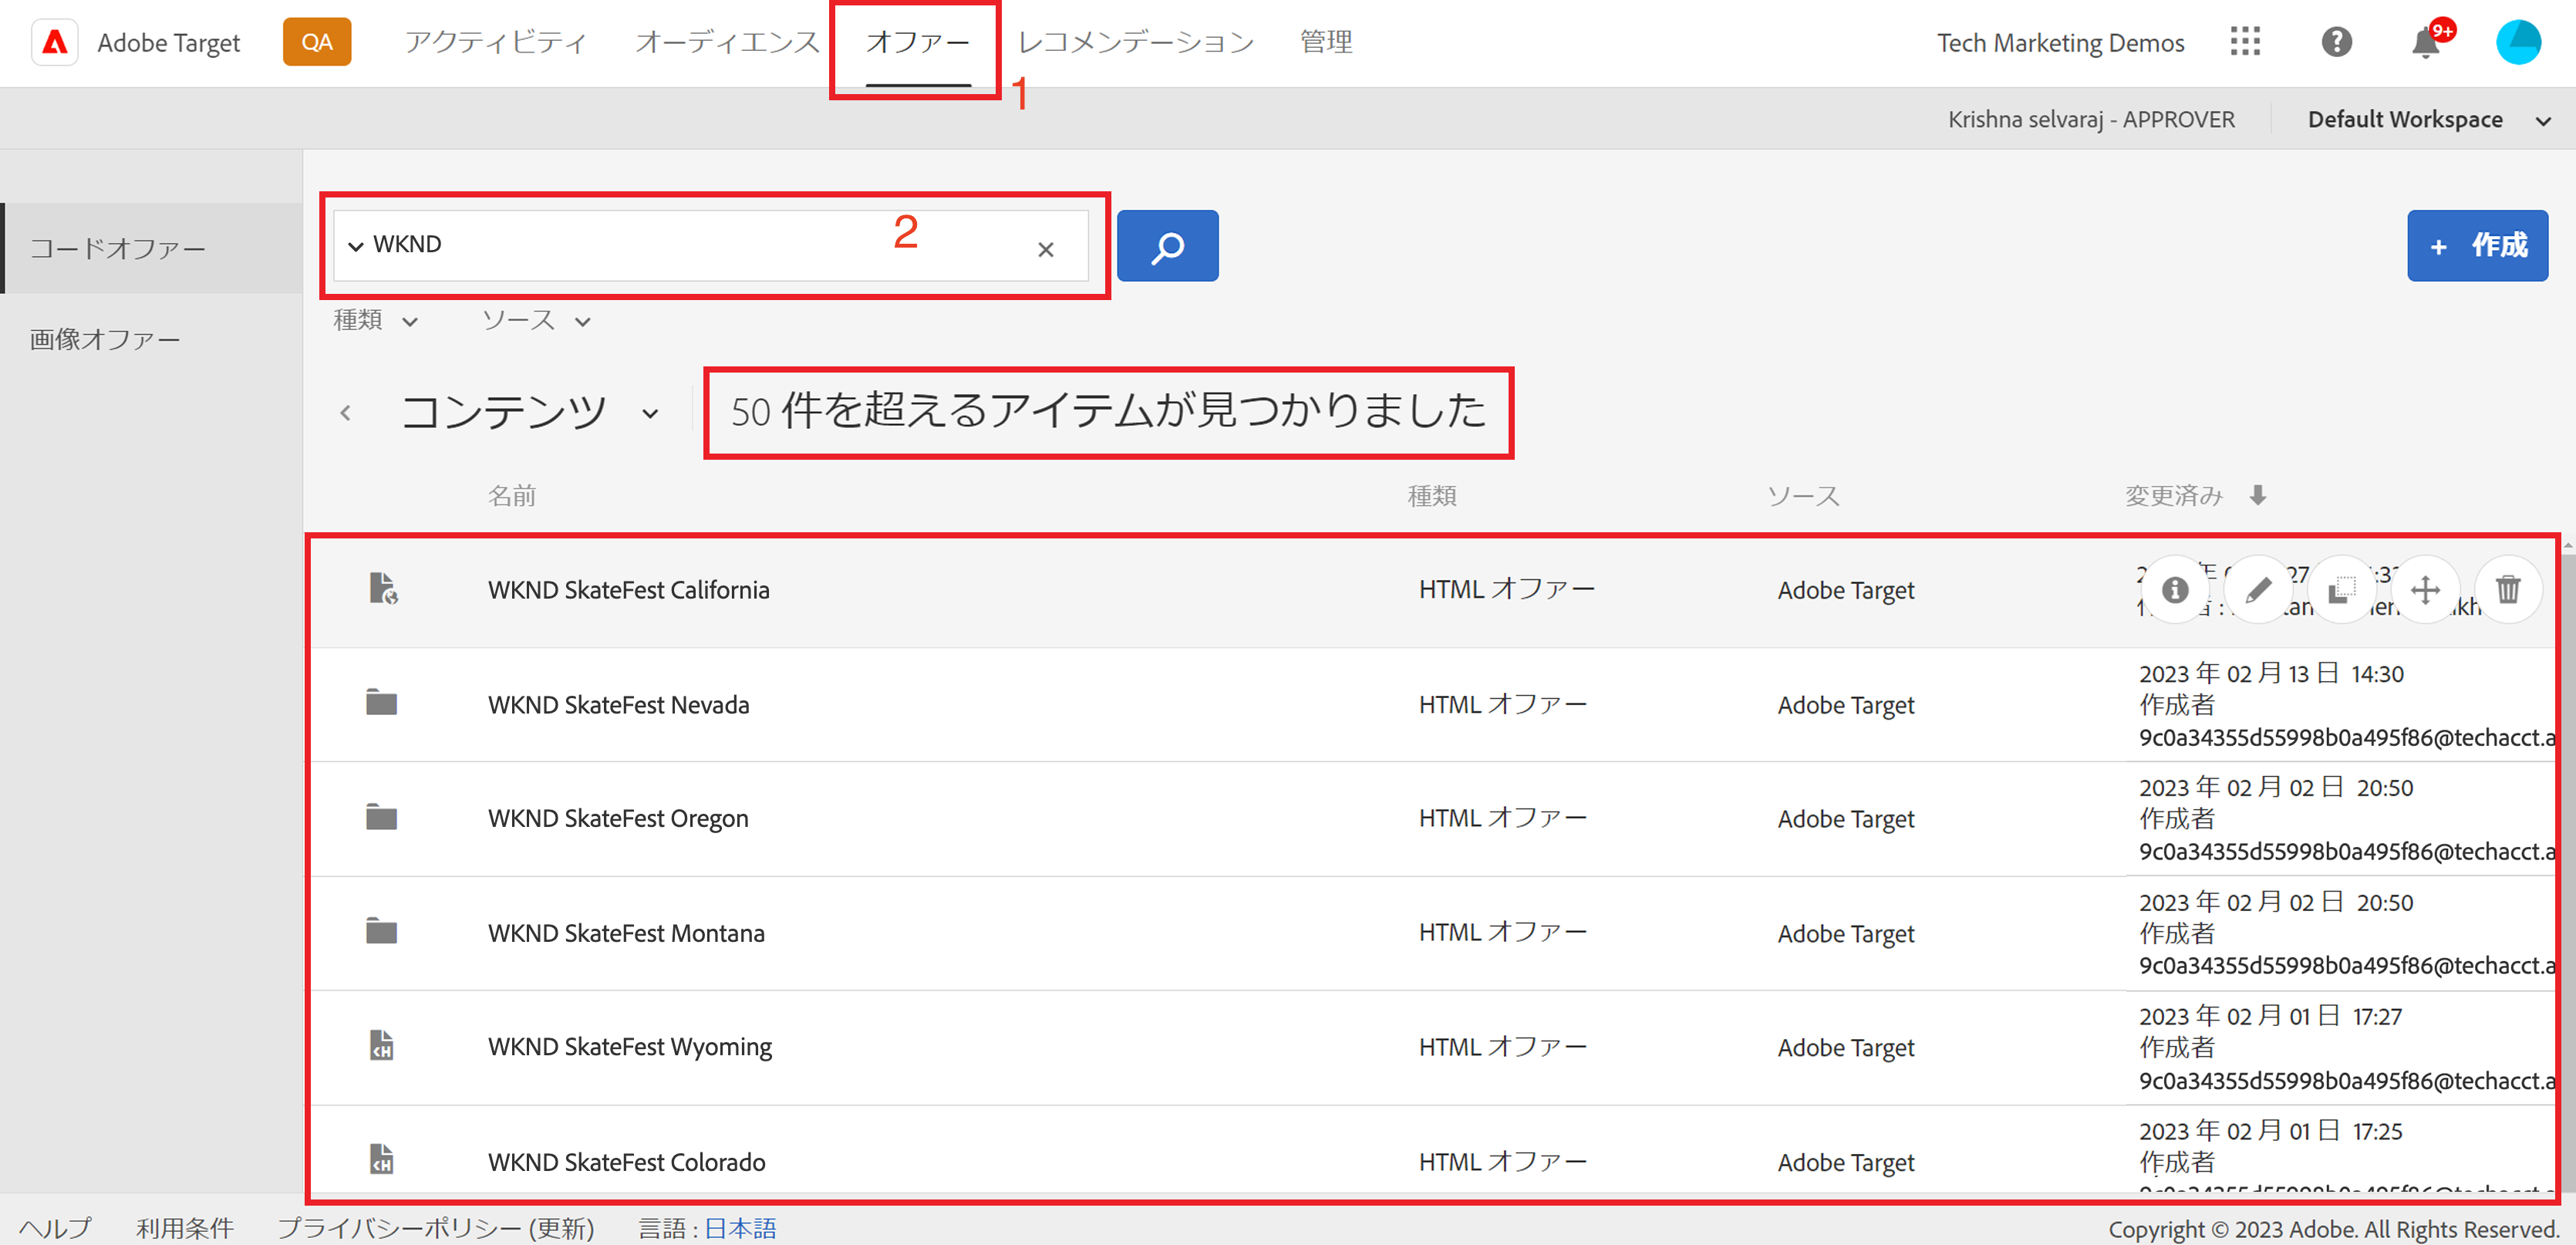 Adobe Target QA アクティビティ オーディエンス オファー レコメンデーション 管理 Tech Marketing Demos 9+
1
Krishna selvaraj - APPROVER Default Workspace
コードオファー
画像オファー
WKND 2 + 作成
種類 ソース
コンテンツ 50 件を超えるアイテムが見つかりました
名前 種類 ソース 変更済み
WKND SkateFest California HTML オファー Adobe Target
WKND SkateFest Nevada HTML オファー Adobe Target
2023 年 02 月 13 日 14:30
作成者
9c0a34355d55998b0a495f86@techacct.a
WKND SkateFest Oregon HTML オファー Adobe Target
2023 年 02 月 02 日 20:50
作成者
9c0a34355d55998b0a495f86@techacct.a
WKND SkateFest Montana HTML オファー Adobe Target
2023 年 02 月 02 日 20:50
作成者
9c0a34355d55998b0a495f86@techacct.a
WKND SkateFest Wyoming HTML オファー Adobe Target
2023 年 02 月 01 日 17:27
作成者
9c0a34355d55998b0a495f86@techacct.a
WKND SkateFest Colorado HTML オファー Adobe Target
2023 年 02 月 01 日 17:25
作成者
ヘルプ 利用条件 プライバシーポリシー (更新) 言語 : 日本語 Copyright © 2023 Adobe. All Rights Reserved.